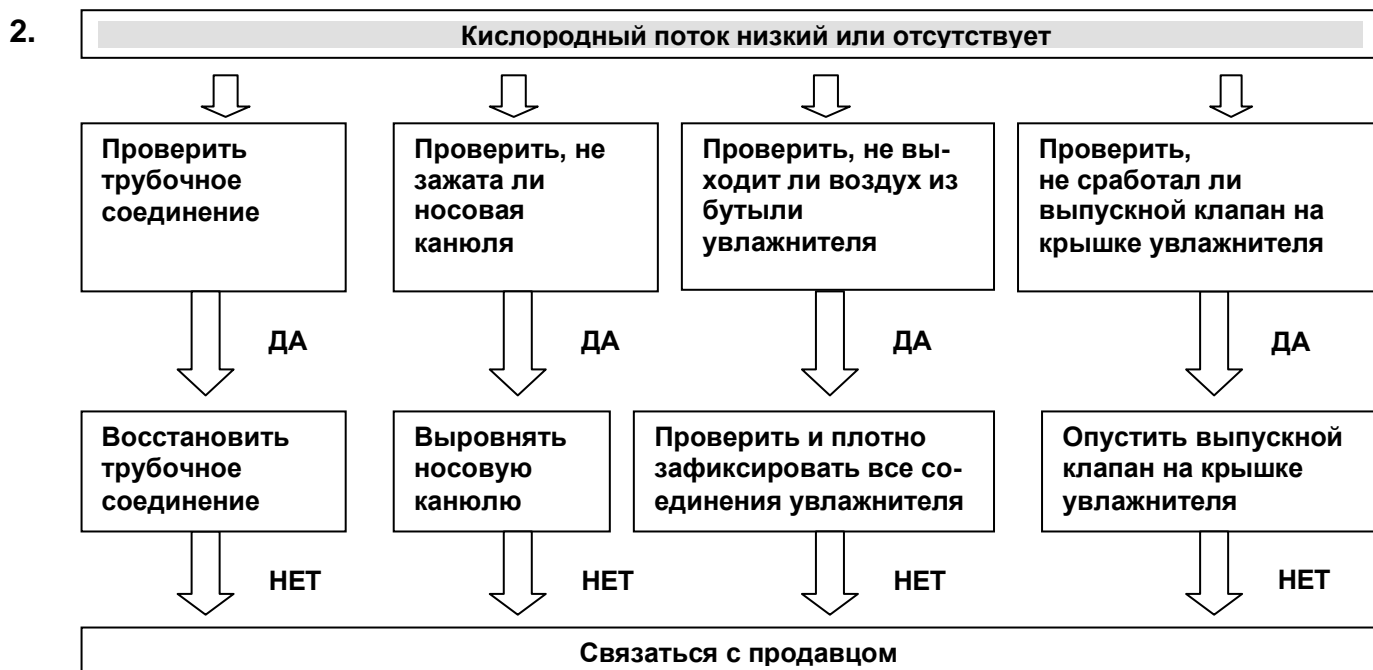 2.
Кислородный поток низкий или отсутствует
Проверить
трубочное
соединение
Проверить, не
зажата ли
носовая
канюля
Проверить, не вы-
ходит ли воздух из
бутыли
увлажнителя
Проверить,
не сработал ли
выпускной клапан на
крышке увлажнителя
ДА
ДА
ДА
ДА
Восстановить
трубочное
соединение
Выровнять
носовую
канюлю
Проверить и плотно
зафиксировать все со-
единения увлажнителя
Опустить выпускной
клапан на крышке
увлажнителя
НЕТ
НЕТ
НЕТ
НЕТ
Связаться с продавцом